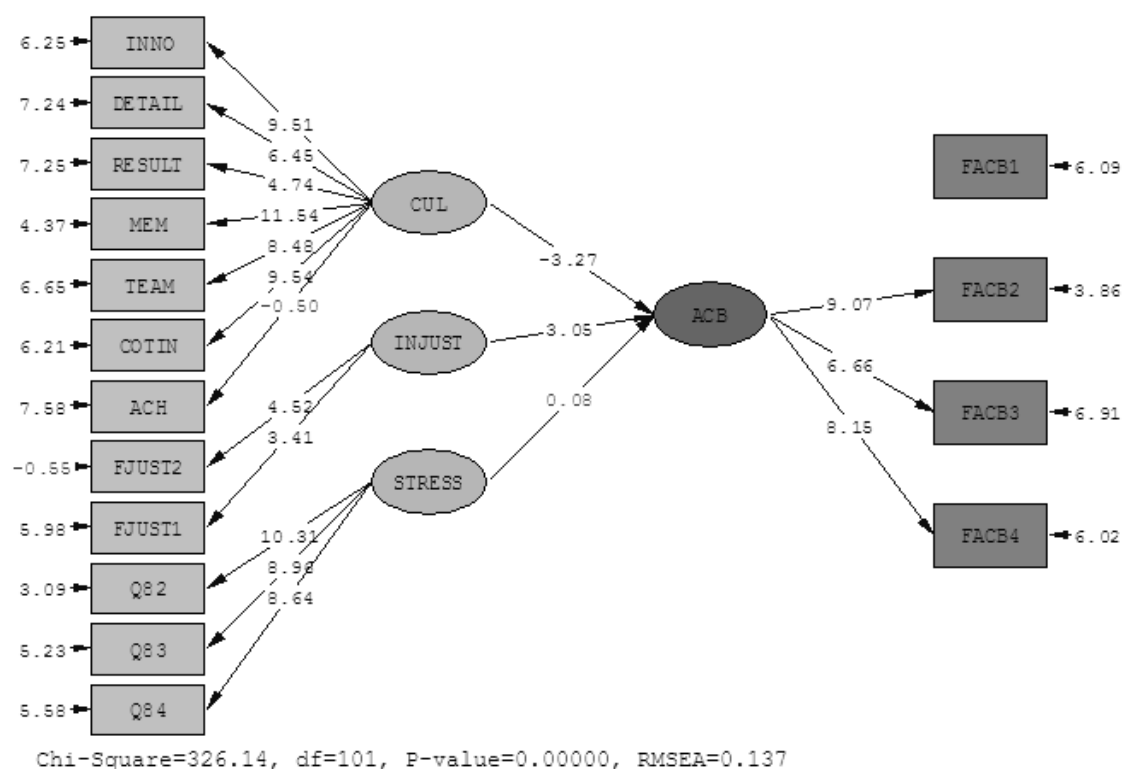 6.25 INNO
7.24 DETAIL
7.25 RESULT
4.37 MEM
6.65 TEAM
6.21 COTIN
7.58 ACH
-0.55 FJUST2
5.98 FJUST1
3.09 Q82
5.23 Q83
5.58 Q84
9.51
6.45
4.74
11.54
8.48
9.54
-0.50
4.52
3.41
10.31
8.96
8.64
CUL
INJUST
STRESS
-3.27
3.05
0.08
ACB
9.07
6.66
8.15
FACB1 6.09
FACB2 3.86
FACB3 6.91
FACB4 6.02
Chi-Square=326.14, df=101, P-value=0.00000, RMSEA=0.137